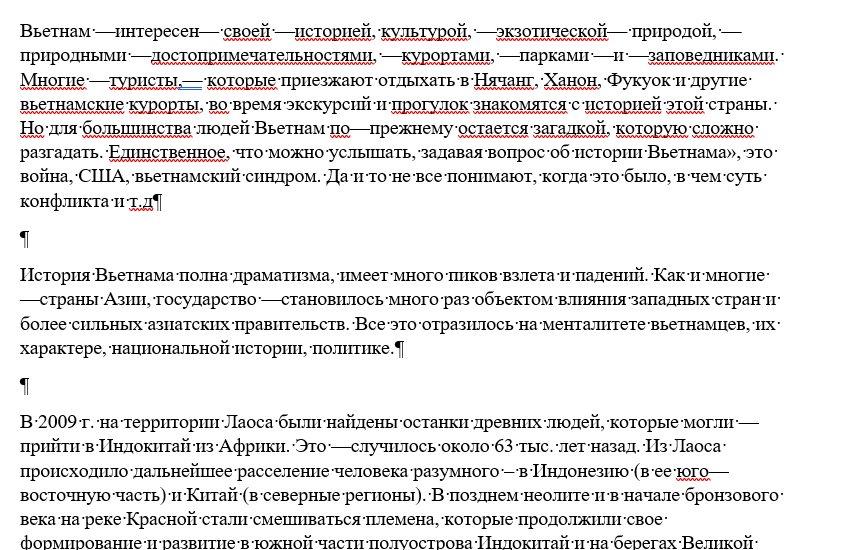 Вьетнам —интересен— своей —историей, культурой, —экзотической— природой, —
природными —достопримечательностями, —курортами, —парками —и —заповедниками.
Многие —туристы,— которые приезжают отдыхать в Нячанг, Ханон, Фукуок и другие
вьетнамские курорты, во время экскурсий и прогулок знакомятся с историей этой страны.
Но для большинства людей Вьетнам по—прежнему остается загадкой, которую сложно
разгадать. Единственное, что можно услышать, задавая вопрос об истории Вьетнама», это
война, США, вьетнамский синдром. Да и то не все понимают, когда это было, в чем суть
конфликта и т.д¶
¶
История Вьетнама полна драматизма, имеет много пиков взлета и падений. Как и многие
—страны Азии, государство —становилось много раз объектом влияния западных стран и
более сильных азиатских правительств. Все это отразилось на менталитете вьетнамцев, их
характере, национальной истории, политике.¶
¶
В 2009 г. на территории Лаоса были найдены останки древних людей, которые могли —
прийти в Индокитай из Африки. Это —случилось около 63 тыс. лет назад. Из Лаоса
происходило дальнейшее расселение человека разумного – в Индонезию (в ее юго—
восточную часть) и Китай (в северные регионы). В позднем неолите и в начале бронзового
века на реке Красной стали смешиваться племена, которые продолжили свое
формирование и развитие в южной части полуострова Индокитай и на берегах Великой